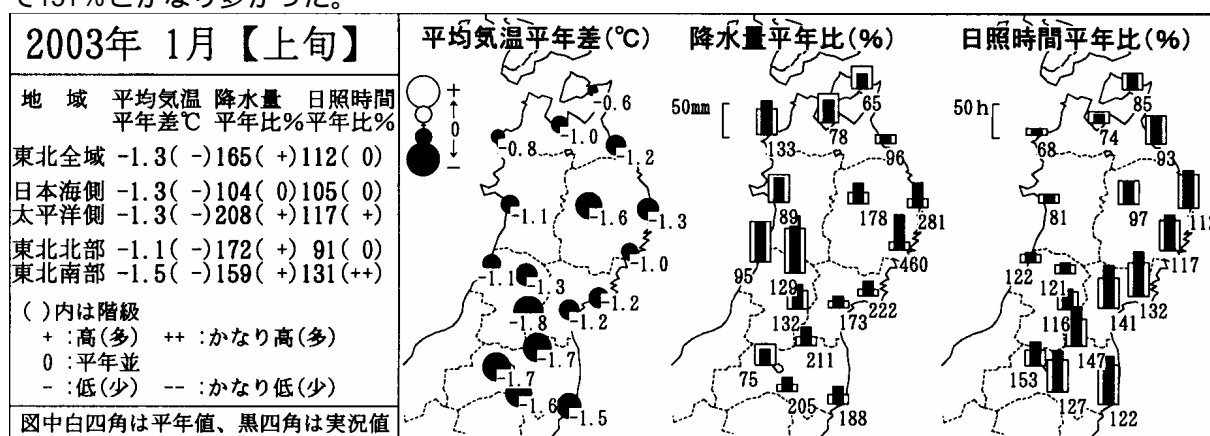 で131%とかなり多かった。
2003年 1月【上旬】
地 域 平均気温 降水量 日照時間
平年差℃ 平年比% 平年比%
東北全域 -1.3( -) 165( +) 112( 0)
日本海側 -1.3( -) 104( 0) 105( 0)
太平洋側 -1.3( -) 208( +) 117( +)
東北北部 -1.1( -) 172( +) 91( 0)
東北南部 -1.5( -) 159( +) 131(++)
( )内は階級
+ :高(多) ++ :かなり高(多)
0 :平年並
- :低(少) -- :かなり低(少)
図中白四角は平年値、黒四角は実況値
平均気温平年差(℃)
+
↑
0
↓
-
-0.6
-1.0
-0.8
-1.2
-1.1
-1.6
-1.3
-1.0
-1.1
-1.3
-1.2
-1.8
-1.2
-1.7
-1.7
-1.6
-1.5
降水量平年比(%)
50mm
65
78
133
96
89
178
281
460
95
129
222
132
173
211
75
205
188
日照時間平年比(%)
50h
85
74
68
93
81
97
117
122
121
132
116
141
147
153
127
122